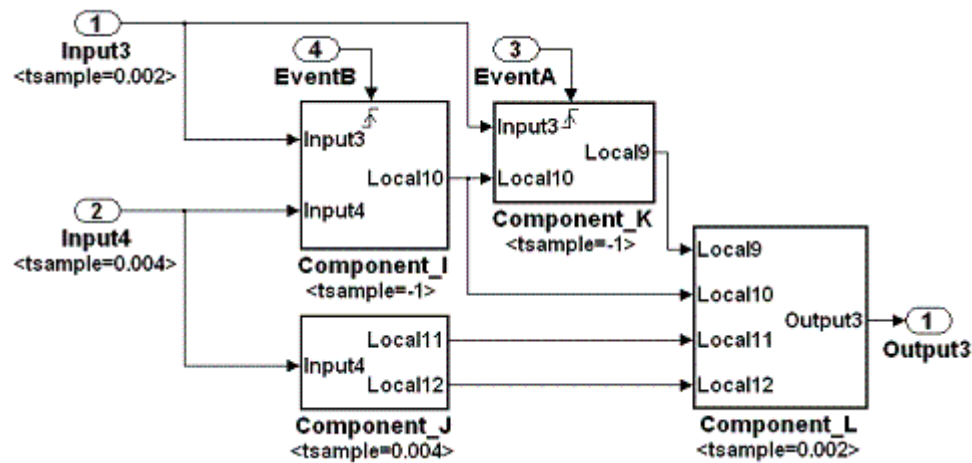 1
Input3
<tsample=0.002>
4
EventB
3
EventA
Input3
Local10
Input4
Component_I
<tsample=-1>
Input3
Local9
Local10
Component_K
<tsample=-1>
2
Input4
<tsample=0.004>
Input4
Local11
Local12
Component_J
<tsample=0.004>
Local9
Local10
Output3
Local11
Local12
Component_L
<tsample=0.002>
1
Output3